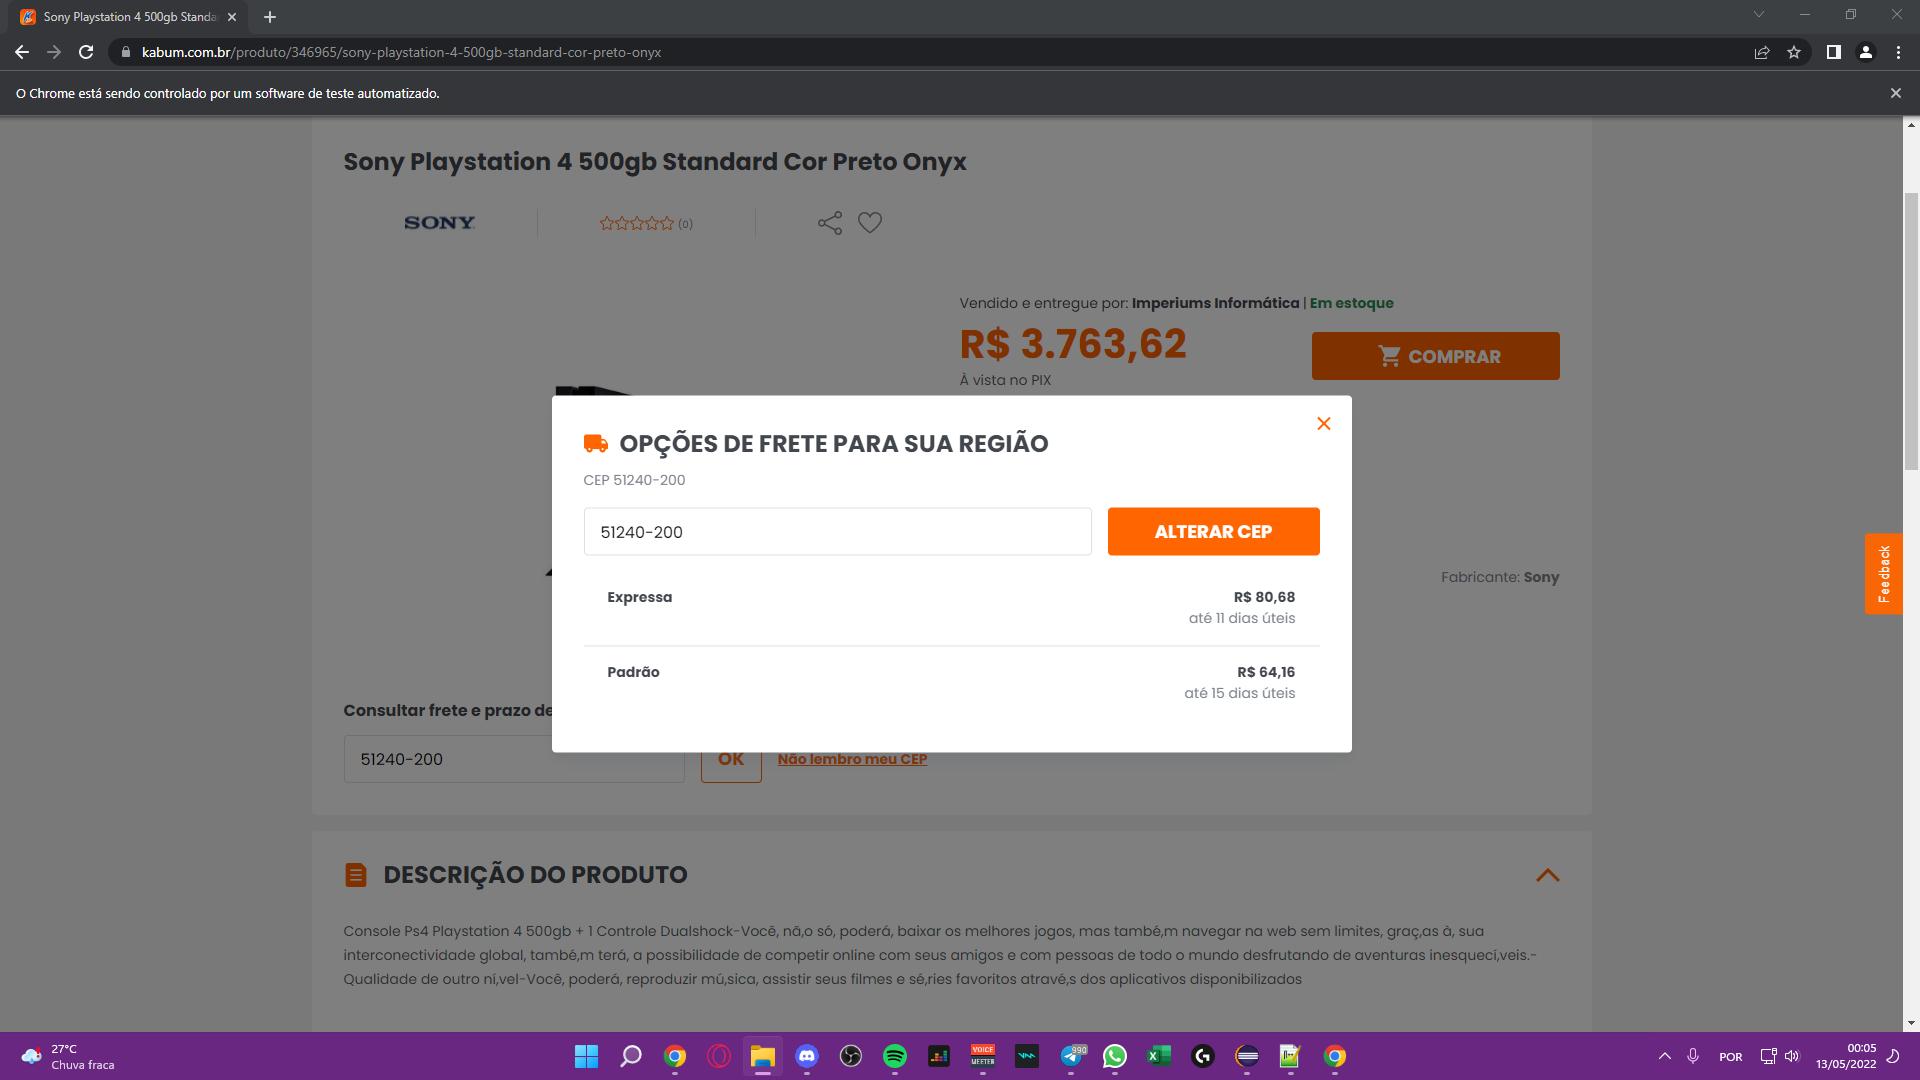 Sony Playstation 4 500gb Standa
kabum.com.br/produto/346965/sony-playstation-4-500gb-standard-cor-preto-onyx
O Chrome está sendo controlado por um software de teste automatizado.
Sony Playstation 4 500gb Standard Cor Preto Onyx
SONY
(0)
Vendido e entregue por: Imperiums Informática | Em estoque
R$ 3.763,62
COMPRAR
À vista no PIX
OPÇÕES DE FRETE PARA SUA REGIÃO
CEP 51240-200
51240-200
ALTERAR CEP
Expressa
R$ 80,68
até 11 dias úteis
Padrão
R$ 64,16
até 15 dias úteis
Fabricante: Sony
Feedback
Consultar frete e prazo de
51240-200
OK
Não lembro meu CEP
DESCRIÇÃO DO PRODUTO
Console Ps4 Playstation 4 500gb + 1 Controle Dualshock-Você, nã,o só, poderá, baixar os melhores jogos, mas també,m navegar na web sem limites, graç,as à, sua
interconectividade global, també,m terá, a possibilidade de competir online com seus amigos e com pessoas de todo o mundo desfrutando de aventuras inesquecí,veis.-
Qualidade de outro ní,vel-Você, poderá, reproduzir mú,sica, assistir seus filmes e sé,ries favoritos atravé,s dos aplicativos disponibilizados
27°C
Chuva fraca
VOICE
MEETER
990
POR
00:05
13/05/2022